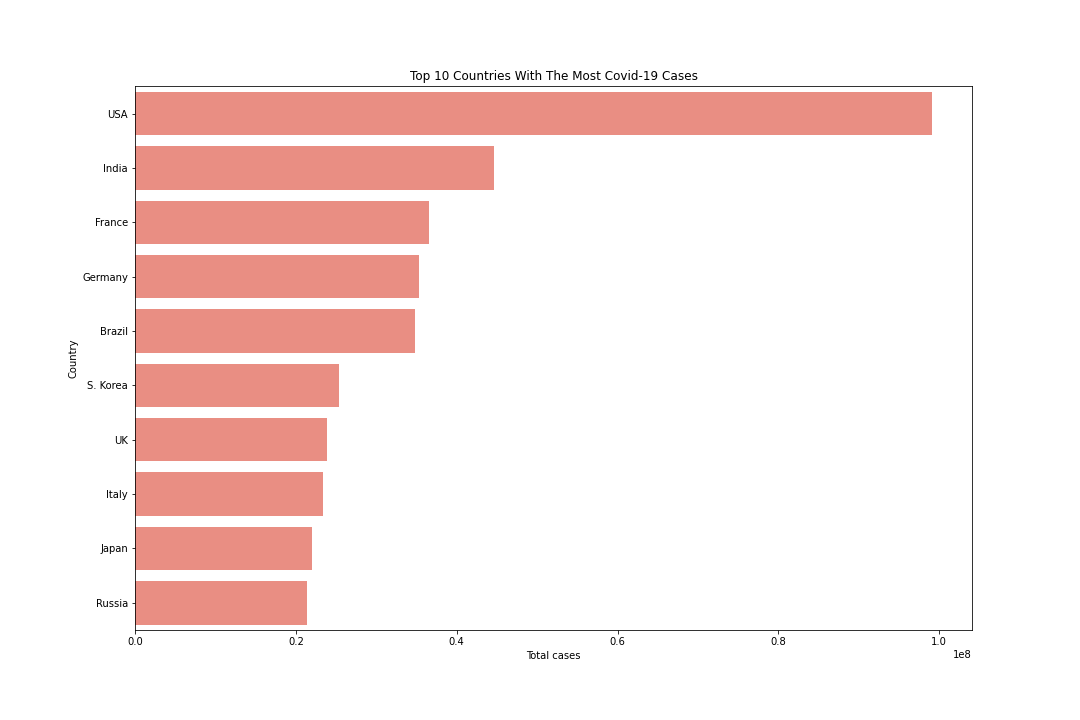 Top 10 Countries With The Most Covid-19 Cases
USA
India
France
Germany
Brazil
S. Korea
UK
Italy
Japan
Russia
Country
0.0 0.2 0.4 0.6 0.8 1.0
Total cases
1e8